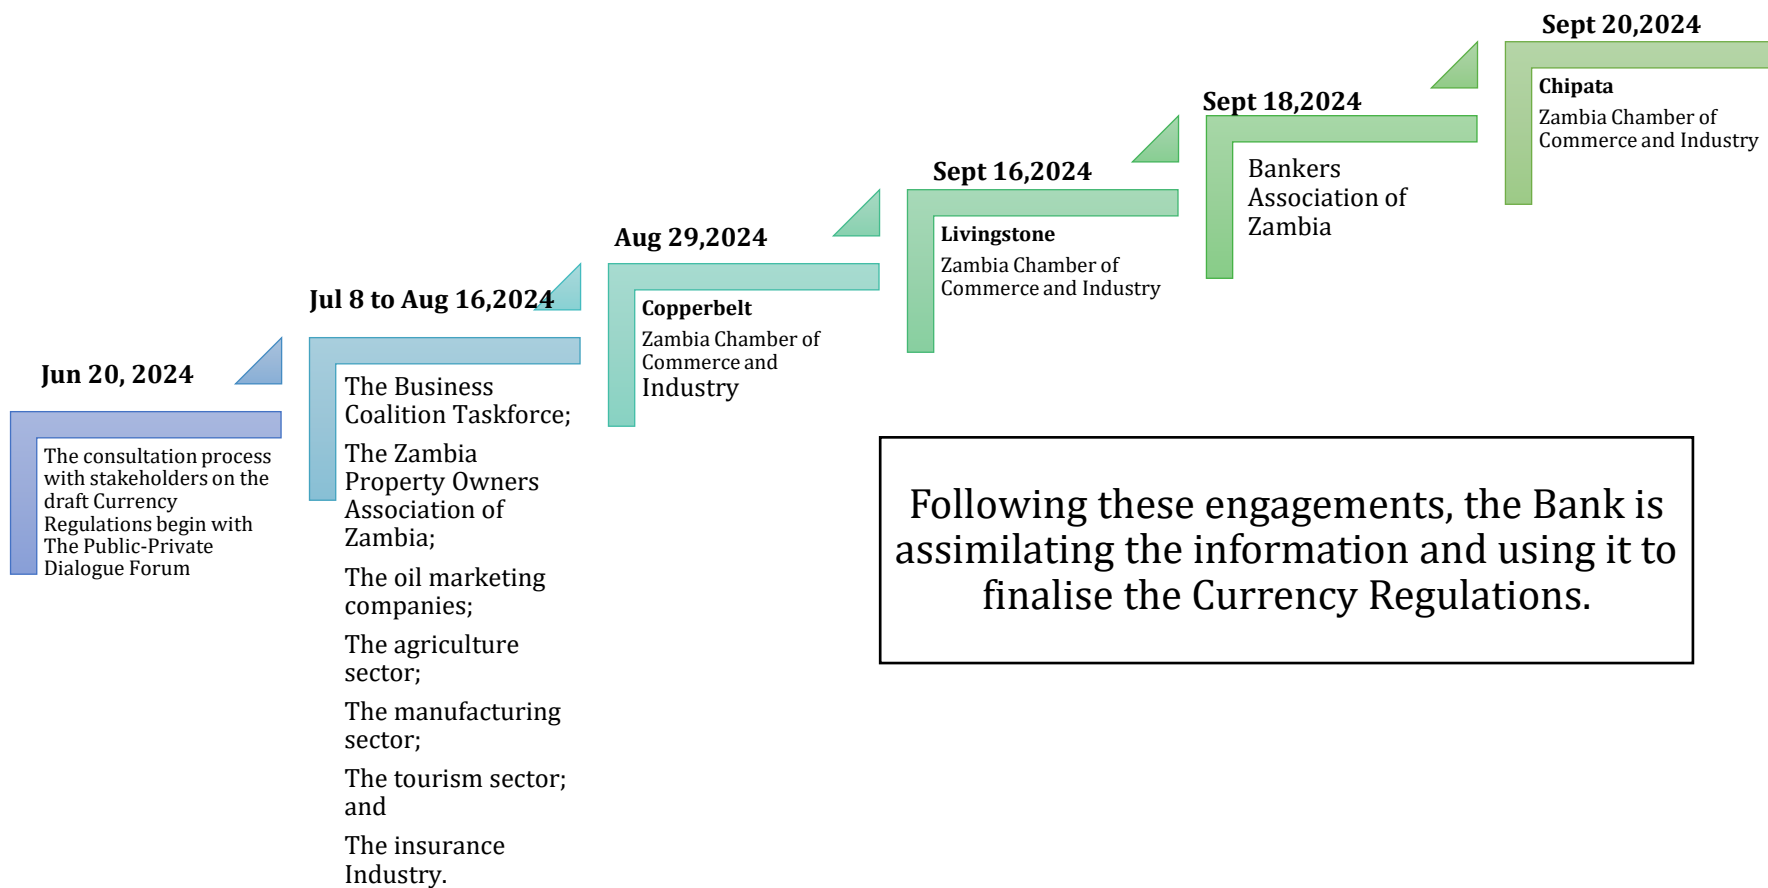 Jun 20, 2024
The consultation process
with stakeholders on the
draft Currency
Regulations begin with
The Public-Private
Dialogue Forum
Jul 8 to Aug 16,2024
The Business
Coalition Taskforce;
The Zambia
Property Owners
Association of
Zambia;
The oil marketing
companies;
The agriculture
sector;
The manufacturing
sector;
The tourism sector;
and
The insurance
Industry.
Aug 29,2024
Copperbelt
Zambia Chamber of
Commerce and
Industry
Sept 16,2024
Livingstone
Zambia Chamber of
Commerce and Industry
Sept 18,2024
Bankers
Association of
Zambia
Sept 20,2024
Chipata
Zambia Chamber of
Commerce and Industry
Following these engagements, the Bank is
assimilating the information and using it to
finalise the Currency Regulations.